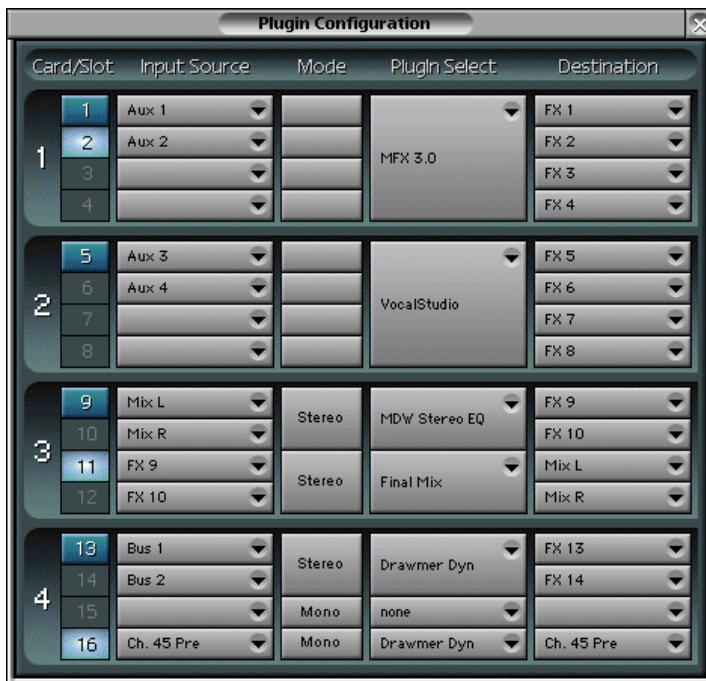 Plugin Configuration
Card/Slot Input Source Mode PlugIn Select Destination
1
1 Aux 1 MFX 3.0 FX 1
2 Aux 2 FX 2
3 FX 3
4 FX 4
2
5 Aux 3 VocalStudio FX 5
6 Aux 4 FX 6
7 FX 7
8 FX 8
3
9 Mix L Stereo MDW Stereo EQ FX 9
10 Mix R FX 10
11 FX 9 Stereo Final Mix Mix L
12 FX 10 Mix R
4
13 Bus 1 Stereo Drawmer Dyn FX 13
14 Bus 2 FX 14
15 Mono none
16 Ch. 45 Pre Mono Drawmer Dyn Ch. 45 Pre